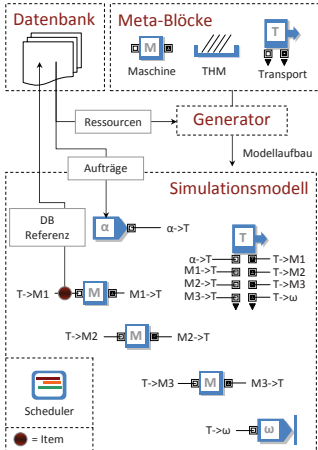 Datenbank
Meta-Blöcke
M
T
Maschine
THM
Transport
Ressourcen
Generator
Aufträge
Modellaufbau
Simulationsmodell
DB
Referenz
α
α->T
T
α->T
T->M1
M1->T
T->M2
M2->T
T->M3
M3->T
T->ω
T->M1
M
M1->T
T->M2
M
M2->T
T->M3
M
M3->T
Scheduler
T->ω
ω
= Item